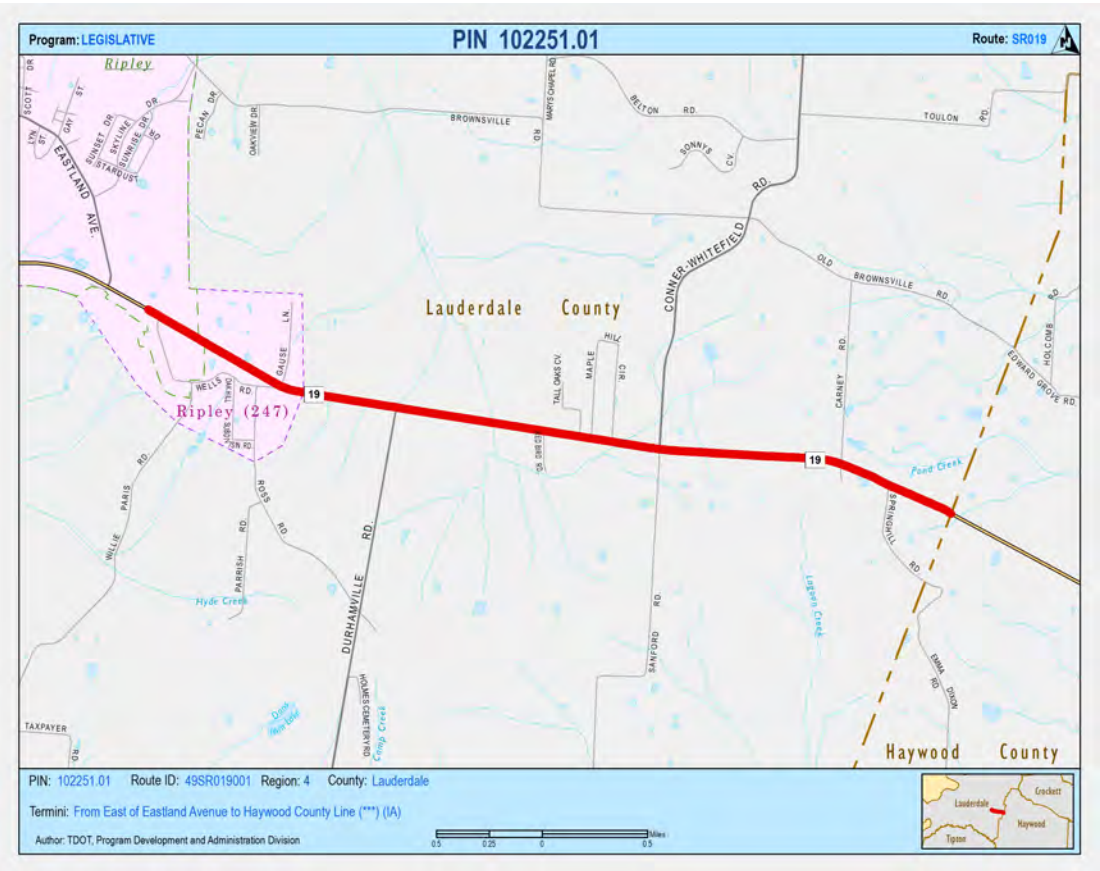 Program: LEGISLATIVE
PIN 102251.01
Route: SR019
N
Ripley
SCOTT DR
LYN ST.
GAY ST.
EASTLAND AVE.
SUNSET DR
SKYLINE
SUNRISE DR
DR
DR
STARDUST
PECAN DR
OAKVIEW DR
BROWNSVILLE RD.
MARYS CHAPEL RD
BELTON RD.
SONNYS CV.
TOULON RD.
CONNER-WHITEFIELD RD.
OLD BROWNSVILLE RD
Lauderdale County
HOLCOMB RD
EDWARD GROVE RD.
CARNEY RD.
TALL OAKS CV.
MAPLE HILL CIR.
GAUSE LN.
WELLS RD.
Ripley (247)
19
19
RED BIRD RD.
Pond Creek
SPRINGHILL RD.
WILLIE PARIS RD
ROSS RD.
PARRISH RD
Hyde Creek
DURHAMVILLE RD.
HOLMES CEMETERY RD
Camp Creek
SANFORD RD.
Lagoon Creek
EMMA DIXON RD
TAXPAYER RD.
Haywood County
PIN: 102251.01 Route ID: 49SR019001 Region: 4 County: Lauderdale
Termini: From East of Eastland Avenue to Haywood County Line (***) (IA)
Author: TDOT, Program Development and Administration Division
Miles
0.5 0.25 0 0.5
Crockett
Lauderdale
Haywood
Tipton